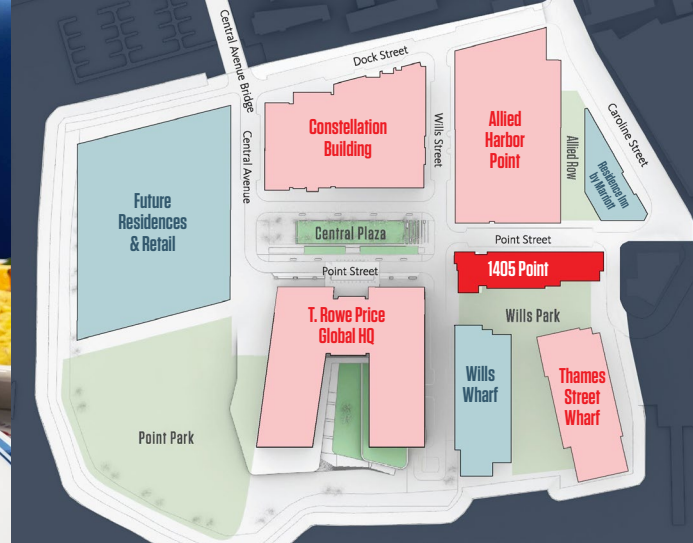 Central Avenue Bridge
Dock Street
Constellation
Building
Wills Street
Allied
Harbor
Point
Allied Row
Caroline Street
Residence Inn
by Marriott
Central Avenue
Future
Residences
& Retail
Central Plaza
Point Street
Point Street
1405 Point
T. Rowe Price
Global HQ
Wills Park
Wills
Wharf
Thames
Street
Wharf
Point Park